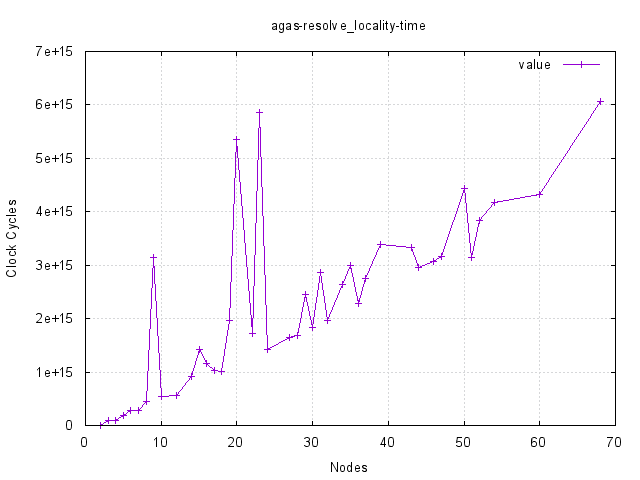 agas-resolve_locality-time
value
7e+15
6e+15
5e+15
4e+15
3e+15
2e+15
1e+15
0
0 10 20 30 40 50 60 70
Clock Cycles
Nodes